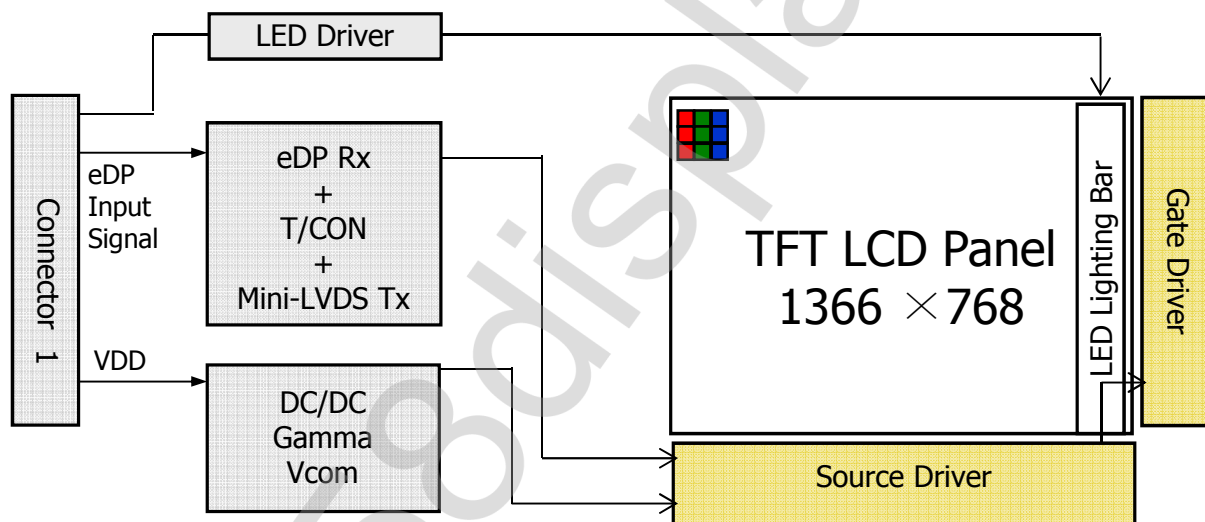 LED Driver
Connector 1
eDP
Input
Signal
eDP Rx
+
T/CON
+
Mini-LVDS Tx
VDD
DC/DC
Gamma
Vcom
TFT LCD Panel
1366 × 768
LED Lighting Bar
Gate Driver
Source Driver